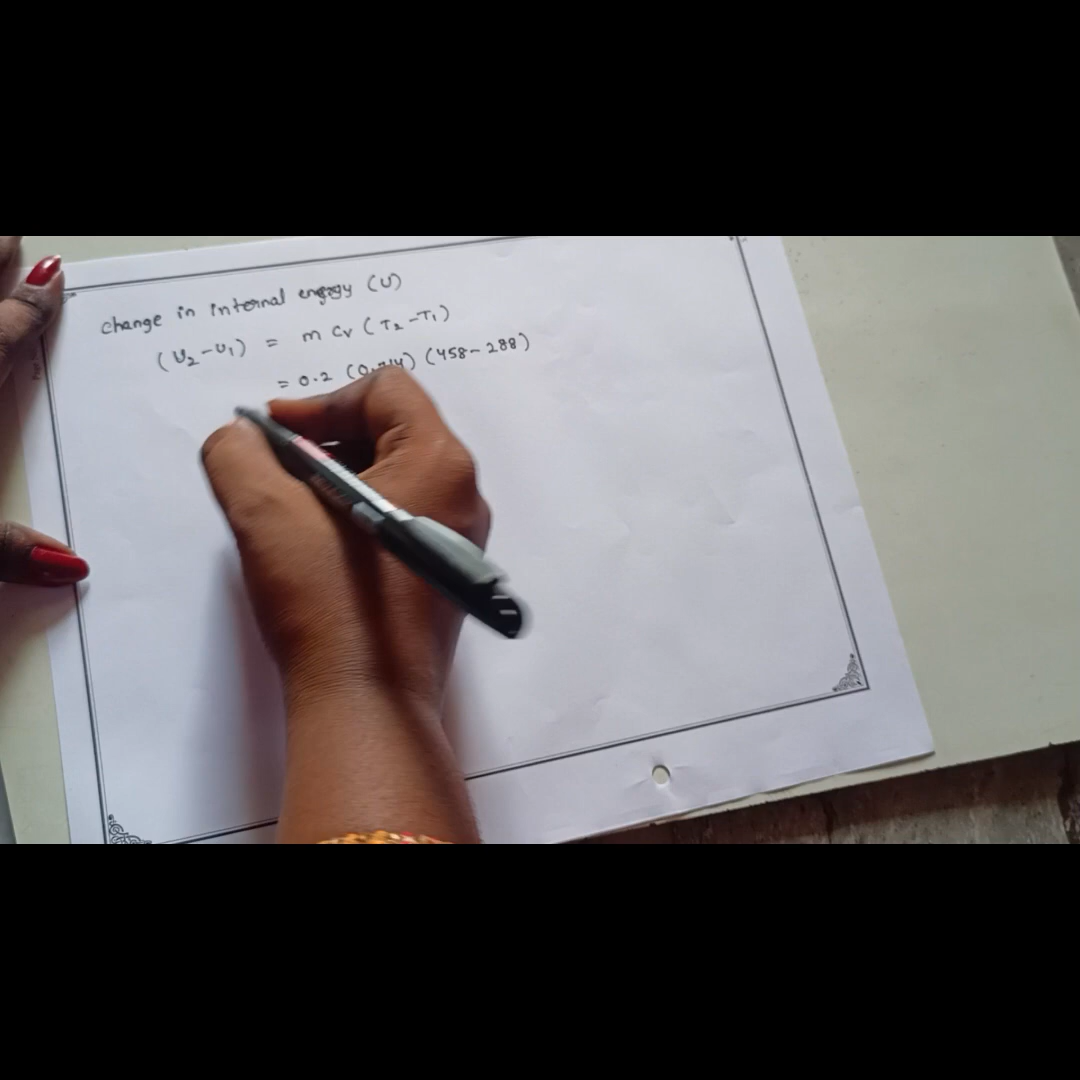 change in internal energy (U)
(U₂-U₁) = m Cv (T₂-T₁)
= 0.2 (458-288)